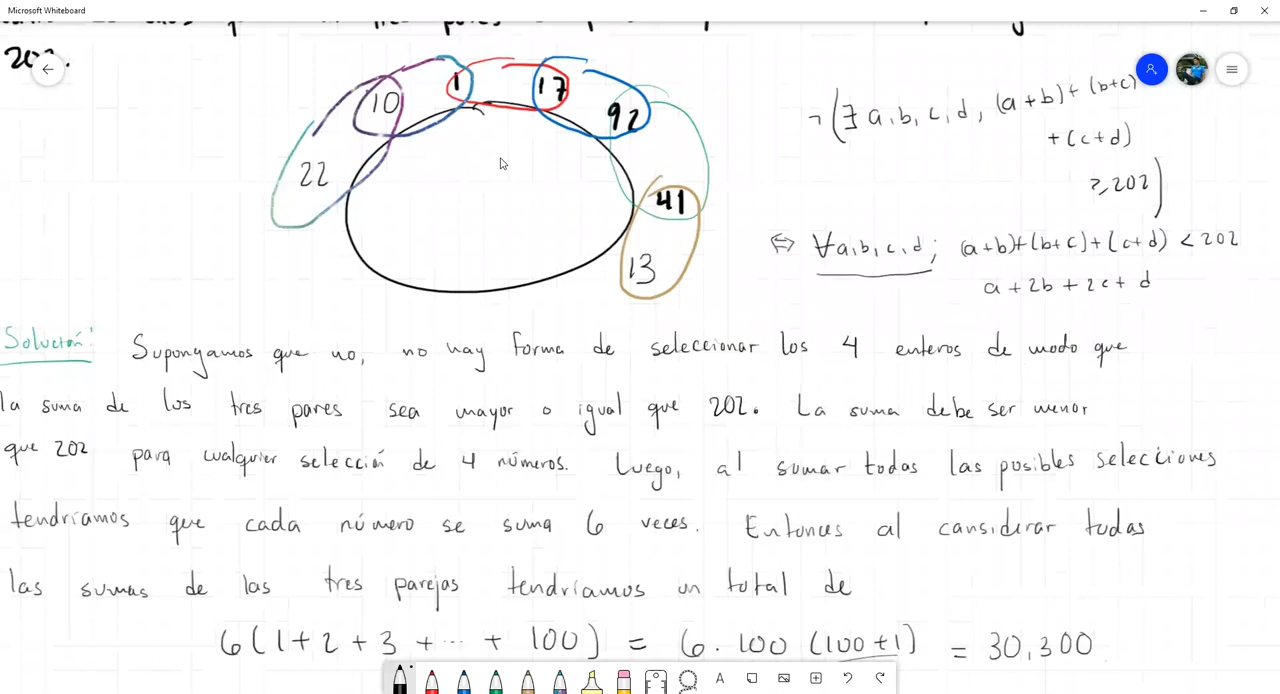 Microsoft Whiteboard
tres pares
202.
10 1 17 92
22 41
13
¬(∃ a,b,c,d, (a+b)+(b+c)
+(c+d)
≥202)
⇔ ∀a,b,c,d; (a+b)+(b+c)+(c+d) <202
a+2b+2c+d
Solución: Supongamos que no, no hay forma de seleccionar los 4 enteros de modo que
la suma de los tres pares sea mayor o igual que 202. La suma debe ser menor
que 202 para cualquier selección de 4 números. Luego, al sumar todas las posibles selecciones
tendríamos que cada número se suma 6 veces. Entonces al considerar todas
las sumas de las tres parejas tendríamos un total de
6(1+2+3+···+100) = 6·100(100+1) = 30,300
A